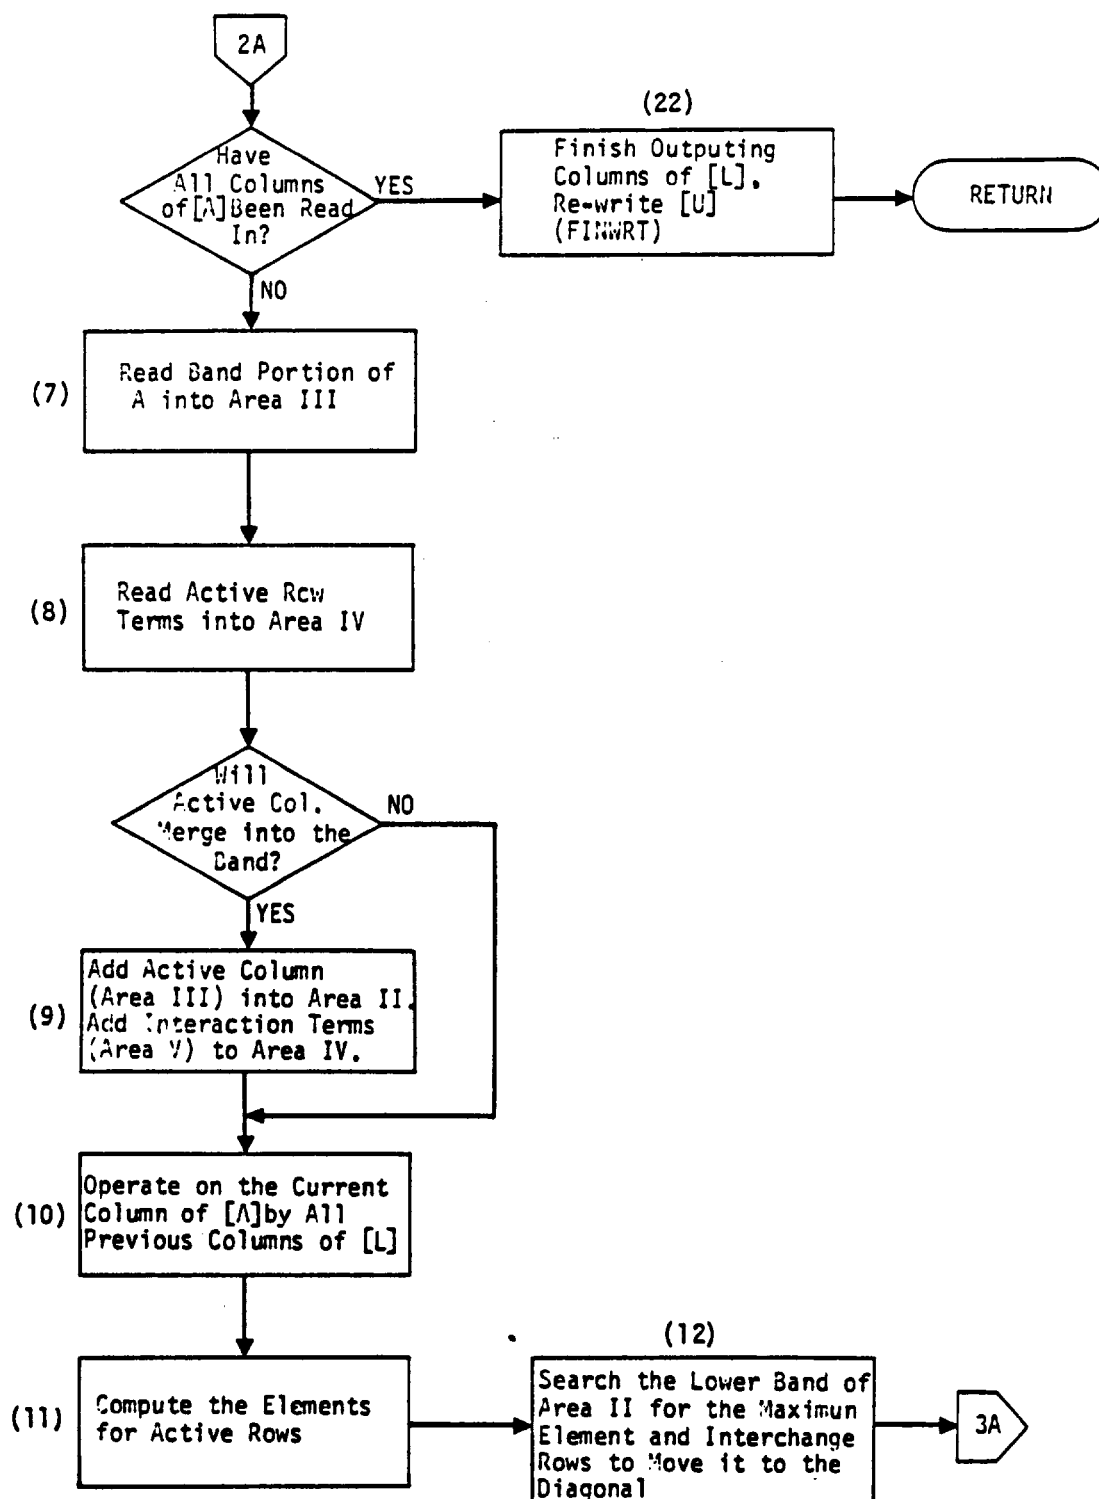 2A
Have
All Columns
of[A]Been Read
In?
YES
(22)
Finish Outputing
Columns of [L].
Re-write [U]
(FINWRT)
RETURN
NO
(7)
Read Band Portion of
A into Area III
(8)
Read Active Row
Terms into Area IV
Will
Active Col.
Merge into the
Band?
NO
YES
(9)
Add Active Column
(Area III) into Area II.
Add Interaction Terms
(Area V) to Area IV.
(10)
Operate on the Current
Column of [A]by All
Previous Columns of [L]
(11)
Compute the Elements
for Active Rows
(12)
Search the Lower Band of
Area II for the Maximun
Element and Interchange
Rows to Move it to the
Diagonal
3A